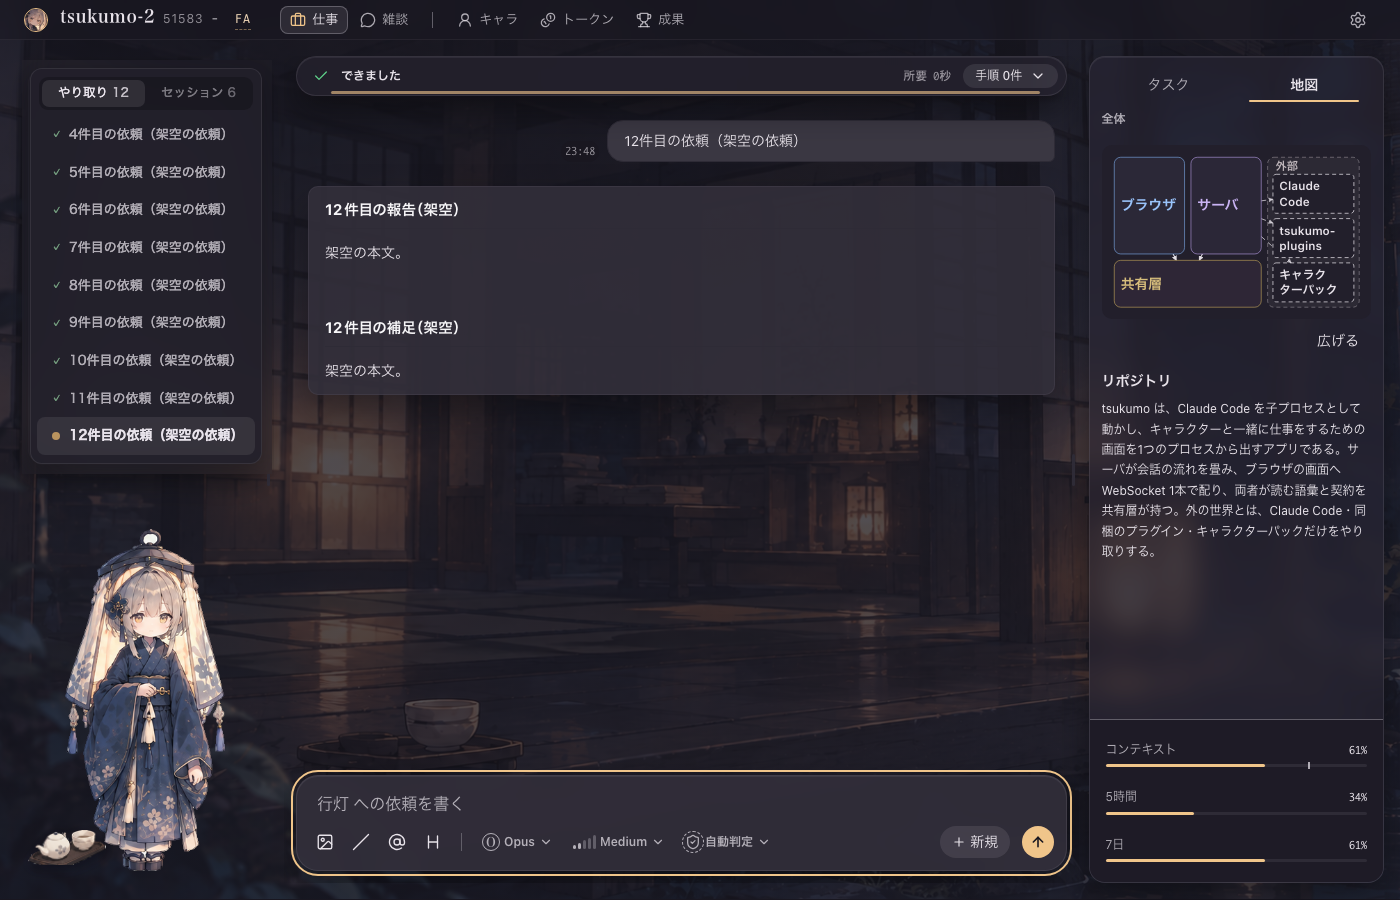 tsukumo-2 51583 - FA 仕事 雑談 キャラ トークン 成果
やり取り 12 セッション 6
4件目の依頼（架空の依頼）
5件目の依頼（架空の依頼）
6件目の依頼（架空の依頼）
7件目の依頼（架空の依頼）
8件目の依頼（架空の依頼）
9件目の依頼（架空の依頼）
10件目の依頼（架空の依頼）
11件目の依頼（架空の依頼）
12件目の依頼（架空の依頼）
できました 所要 0秒 手順 0件
23:48 12件目の依頼（架空の依頼）
12件目の報告（架空）
架空の本文。
12件目の補足（架空）
架空の本文。
行灯 への依頼を書く
Opus Medium 自動判定 + 新規
タスク 地図
全体
ブラウザ
サーバ
共有層
外部
Claude
Code
tsukumo-
plugins
キャラク
ターパック
広げる
リポジトリ
tsukumo は、Claude Code を子プロセスとして
動かし、キャラクターと一緒に仕事をするための
画面を1つのプロセスから出すアプリである。サ
ーバが会話の流れを畳み、ブラウザの画面へ
WebSocket 1本で配り、両者が読む語彙と契約を
共有層が持つ。外の世界とは、Claude Code・同
梱のプラグイン・キャラクターパックだけをやり
取りする。
コンテキスト 61%
5時間 34%
7日 61%